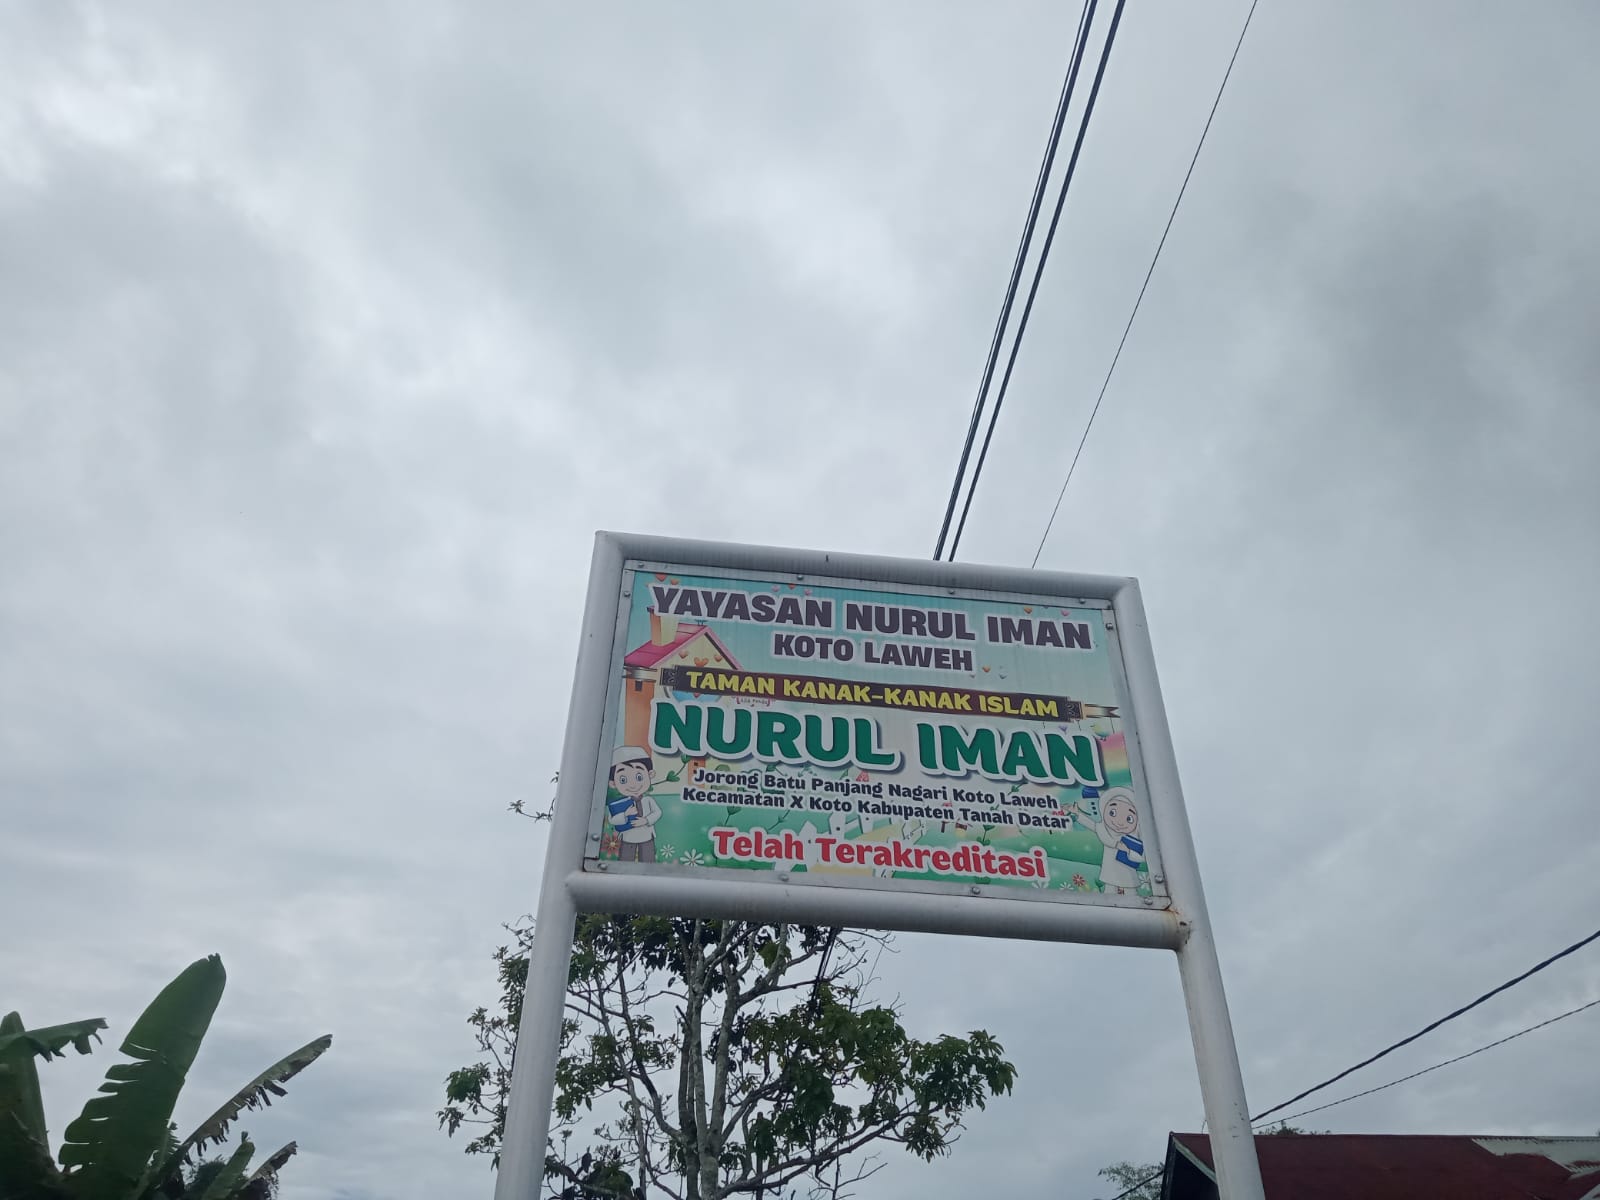 YAYASAN NURUL IMAN
KOTO LAWEH
TAMAN KANAK-KANAK ISLAM
NURUL IMAN
Jorong Batu Panjang Nagari Koto Laweh
Kecamatan X Koto Kabupaten Tanah Datar
Telah Terakreditasi